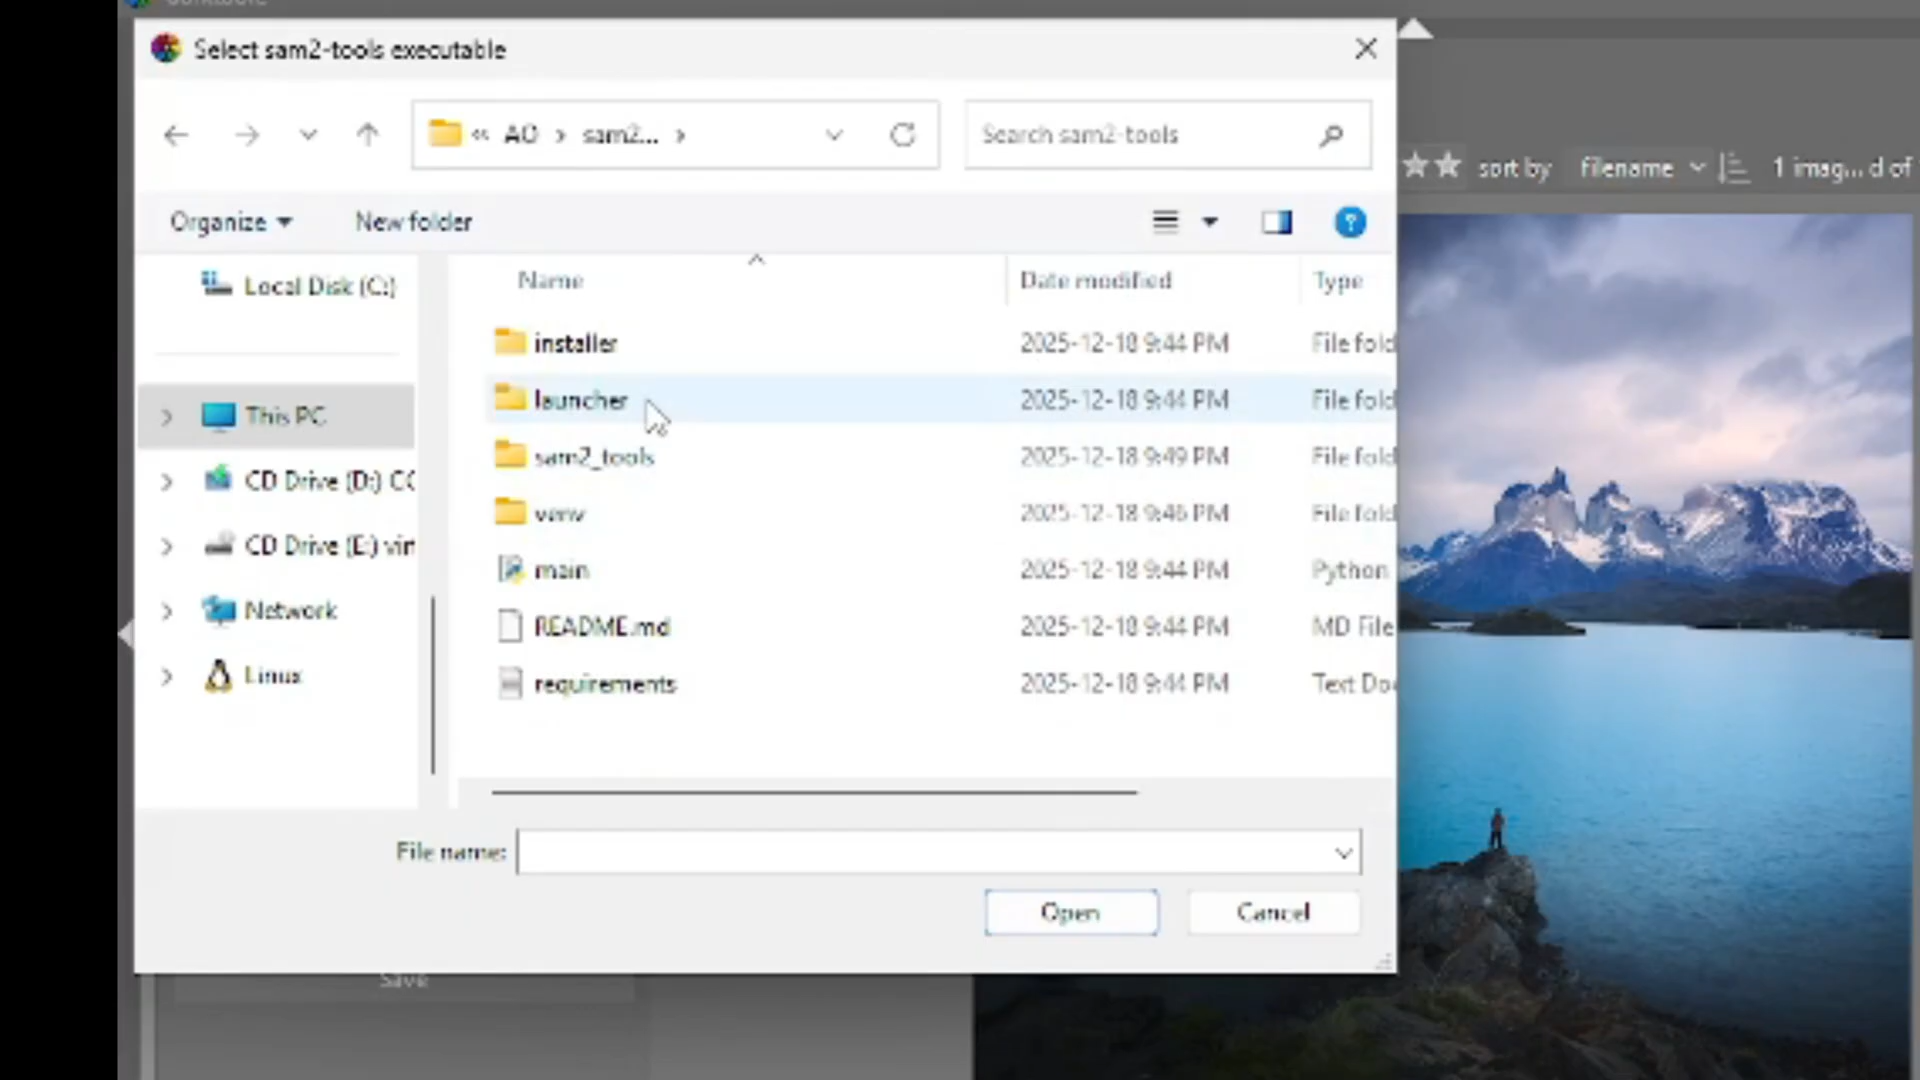 Select sam2-tools executable
« AO › sam2... ›
Search sam2-tools
Organize
New folder
sort by filename 1 imag... d of
Local Disk (C:)
Name Date modified Type
installer 2025-12-18 9:44 PM File fold
launcher 2025-12-18 9:44 PM File fold
This PC
sam2_tools 2025-12-18 9:49 PM File fold
CD Drive (D:) CC
venv 2025-12-18 9:46 PM File fold
CD Drive (E:) virt
main 2025-12-18 9:44 PM Python
Network
README.md 2025-12-18 9:44 PM MD File
Linux
requirements 2025-12-18 9:44 PM Text Doc
File name:
Open Cancel
Save